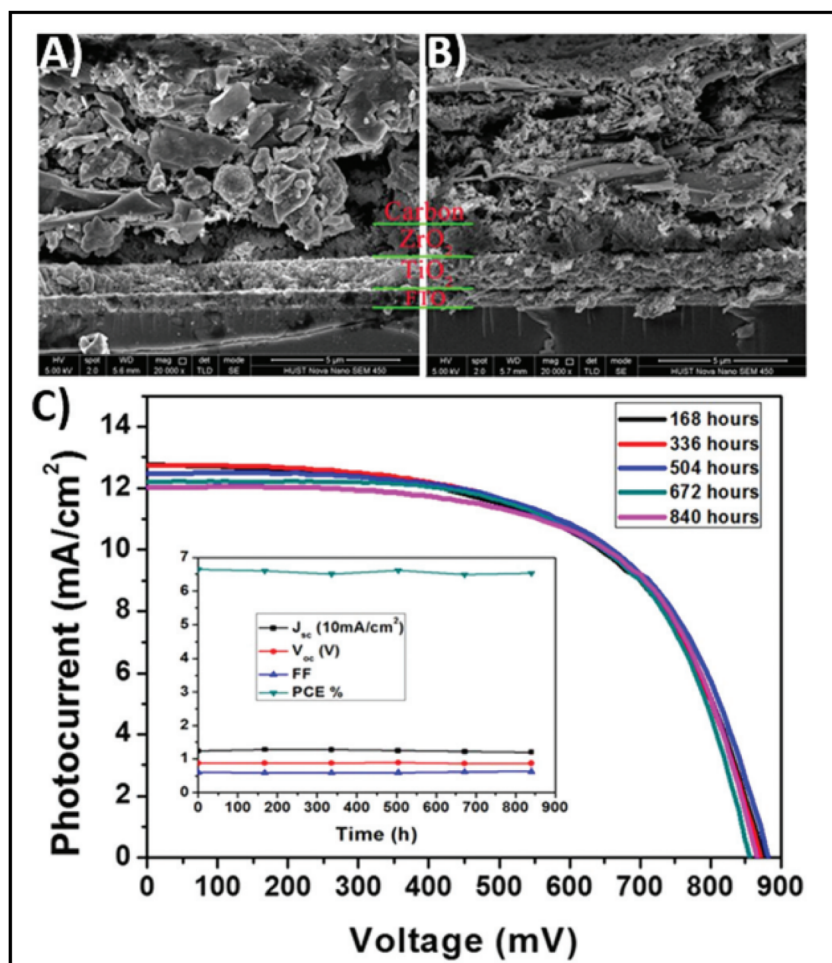 A)
B)
Carbon
ZrO2
TiO2
FTO
HV spot WD mag □ det mode 5 µm
5.00 kV 2.0 5.6 mm 20 000 x TLD SE HUST Nova Nano SEM 450
HV spot WD mag □ det mode 5 µm
5.00 kV 2.0 5.7 mm 20 000 x TLD SE HUST Nova Nano SEM 450
C)
Photocurrent (mA/cm²)
14
12
10
8
6
4
2
0
168 hours
336 hours
504 hours
672 hours
840 hours
7
6
5
4
3
2
1
0
Jsc (10mA/cm²)
Voc (V)
FF
PCE %
0 100 200 300 400 500 600 700 800 900
Time (h)
0 100 200 300 400 500 600 700 800 900
Voltage (mV)